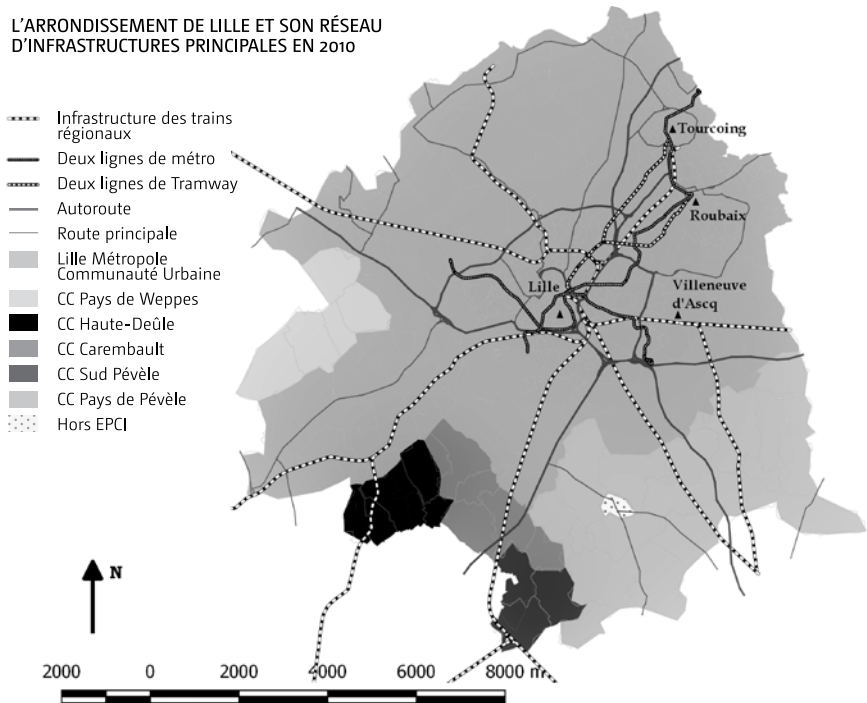 L'ARRONDISSEMENT DE LILLE ET SON RÉSEAU
D'INFRASTRUCTURES PRINCIPALES EN 2010
Infrastructure des trains
régionaux
Deux lignes de métro
Deux lignes de Tramway
Autoroute
Route principale
Lille Métropole
Communauté Urbaine
CC Pays de Weppes
CC Haute-Deûle
CC Carembault
CC Sud Pévèle
CC Pays de Pévèle
Hors EPCI
Tourcoing
Roubaix
Lille
Villeneuve
d'Ascq
N
2000 0 2000 4000 6000 8000 m